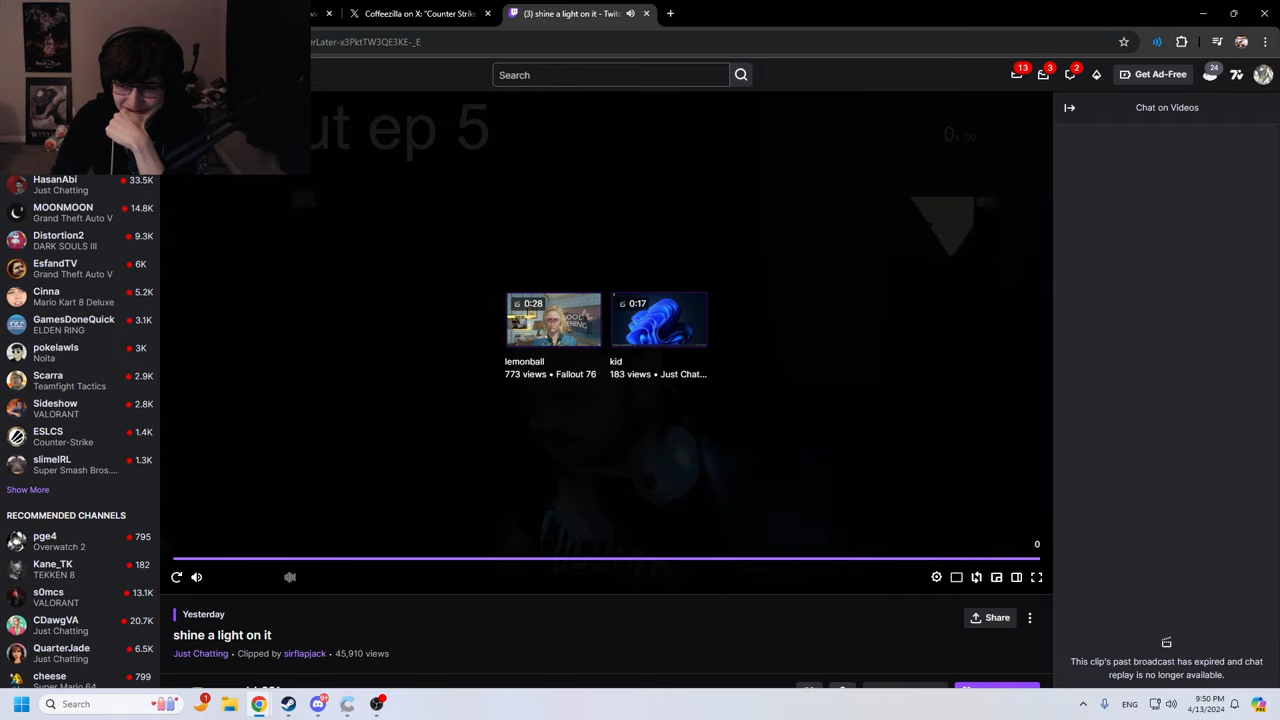 Coffeezilla on X: "Counter Strik
(3) shine a light on it - Twit
erLater-x3PktTW3QE3KE-_E
Search
13
3
2
Get Ad-Free
24
Chat on Videos
ut ep 5
HasanAbi
33.5K
Just Chatting
MOONMOON
14.8K
Grand Theft Auto V
Distortion2
9.3K
DARK SOULS III
EsfandTV
6K
Grand Theft Auto V
Cinna
5.2K
Mario Kart 8 Deluxe
GamesDoneQuick
3.1K
ELDEN RING
pokelawls
3K
Noita
Scarra
2.9K
Teamfight Tactics
Sideshow
2.8K
VALORANT
ESLCS
1.4K
Counter-Strike
slimeIRL
1.3K
Super Smash Bros....
Show More
RECOMMENDED CHANNELS
pge4
795
Overwatch 2
Kane_TK
182
TEKKEN 8
s0mcs
13.1K
VALORANT
CDawgVA
20.7K
Just Chatting
QuarterJade
6.5K
Just Chatting
cheese
799
Super Mario 64
0:28
0:17
lemonball
kid
773 views • Fallout 76
183 views • Just Chat...
0
Yesterday
Share
shine a light on it
Just Chatting • Clipped by sirflapjack • 45,910 views
This clip's past broadcast has expired and chat
replay is no longer available.
Search
1
ENG
9:50 PM
4/13/2024